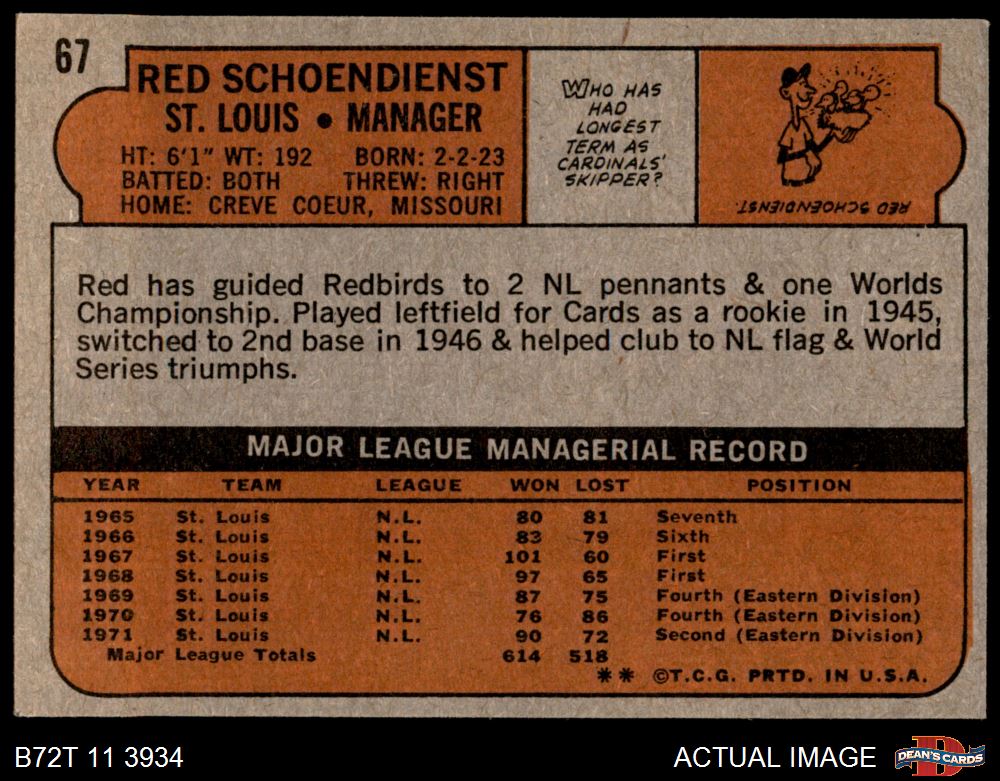 67
RED SCHOENDIENST
ST. LOUIS • MANAGER
HT: 6'1" WT: 192 BORN: 2-2-23
BATTED: BOTH THREW: RIGHT
HOME: CREVE COEUR, MISSOURI
WHO HAS
HAD
LONGEST
TERM AS
CARDINALS'
SKIPPER?
RED SCHOENDIENST.
Red has guided Redbirds to 2 NL pennants & one Worlds
Championship. Played leftfield for Cards as a rookie in 1945,
switched to 2nd base in 1946 & helped club to NL flag & World
Series triumphs.
MAJOR LEAGUE MANAGERIAL RECORD
YEAR TEAM LEAGUE WON LOST POSITION
1965 St. Louis N.L. 80 81 Seventh
1966 St. Louis N.L. 83 79 Sixth
1967 St. Louis N.L. 101 60 First
1968 St. Louis N.L. 97 65 First
1969 St. Louis N.L. 87 75 Fourth (Eastern Division)
1970 St. Louis N.L. 76 86 Fourth (Eastern Division)
1971 St. Louis N.L. 90 72 Second (Eastern Division)
Major League Totals 614 518
** ©T.C.G. PRTD. IN U.S.A.
B72T 11 3934 ACTUAL IMAGE DEAN'S CARDS